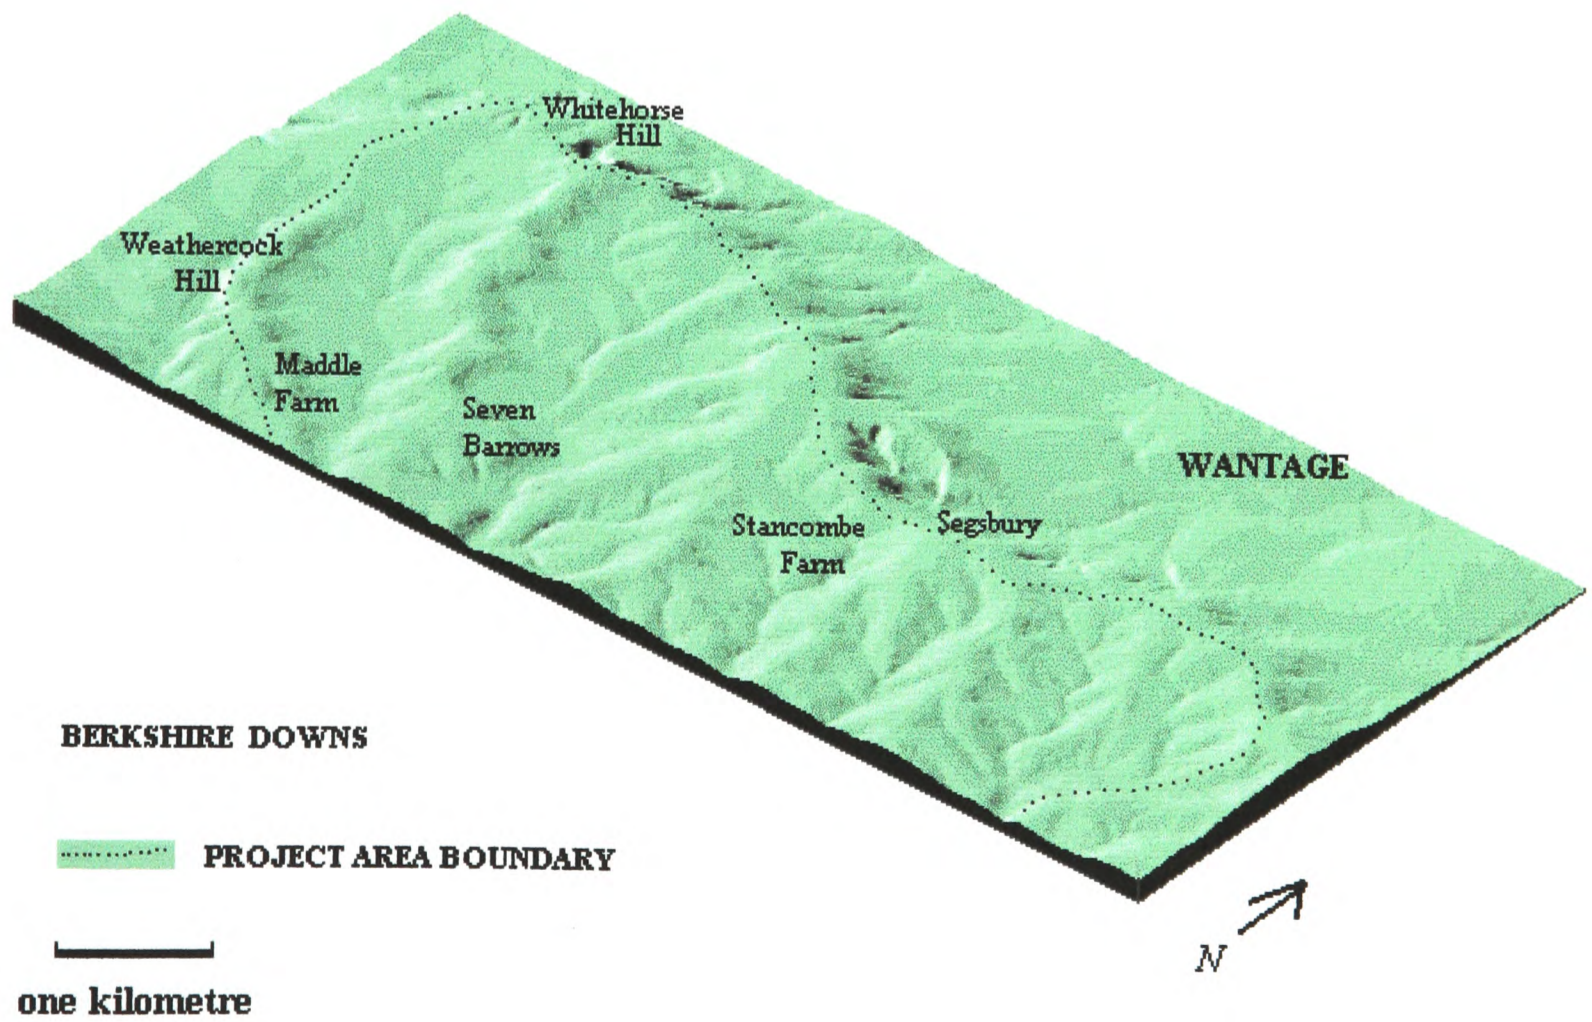 Whitehorse
Hill
Weathercock
Hill
Maddle
Farm
Seven
Barrows
WANTAGE
Stancombe
Farm
Segsbury
BERKSHIRE DOWNS
PROJECT AREA BOUNDARY
one kilometre
N